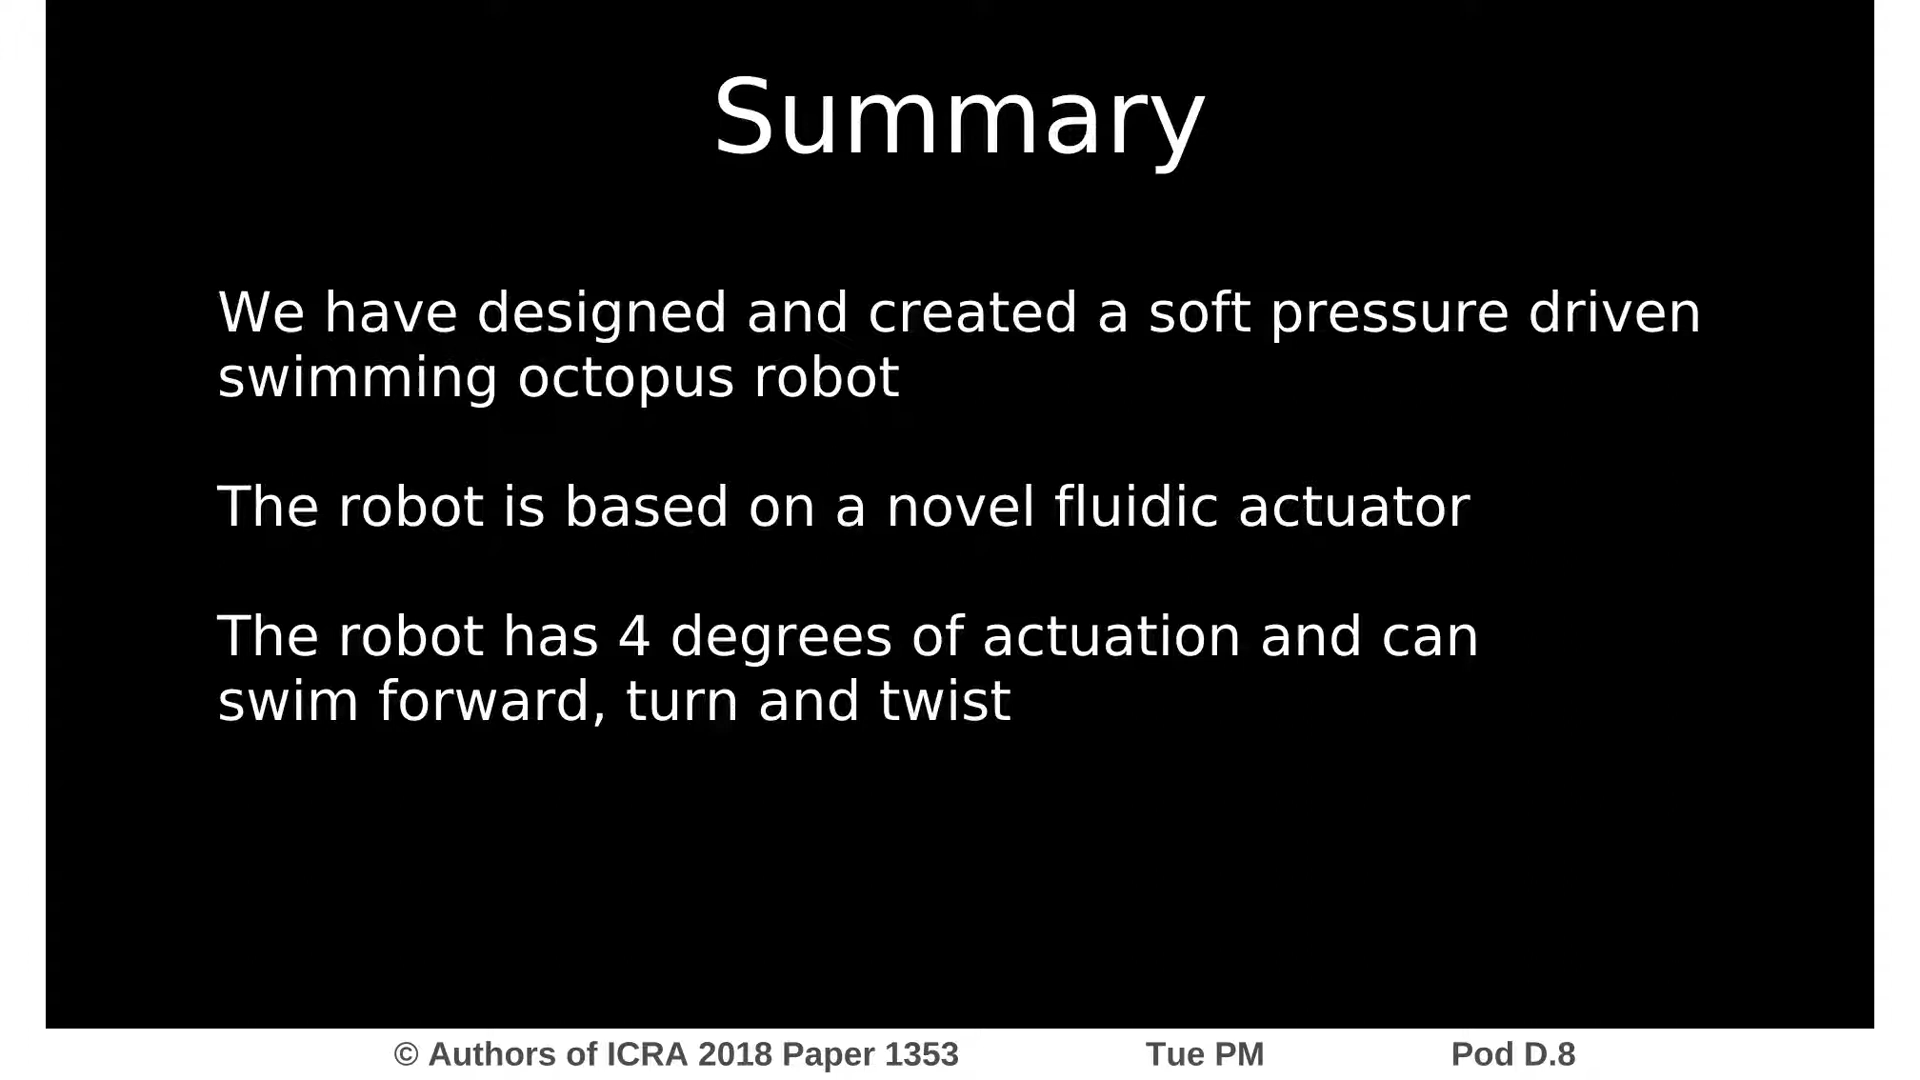 Summary
We have designed and created a soft pressure driven
swimming octopus robot
The robot is based on a novel fluidic actuator
The robot has 4 degrees of actuation and can
swim forward, turn and twist
© Authors of ICRA 2018 Paper 1353 Tue PM Pod D.8